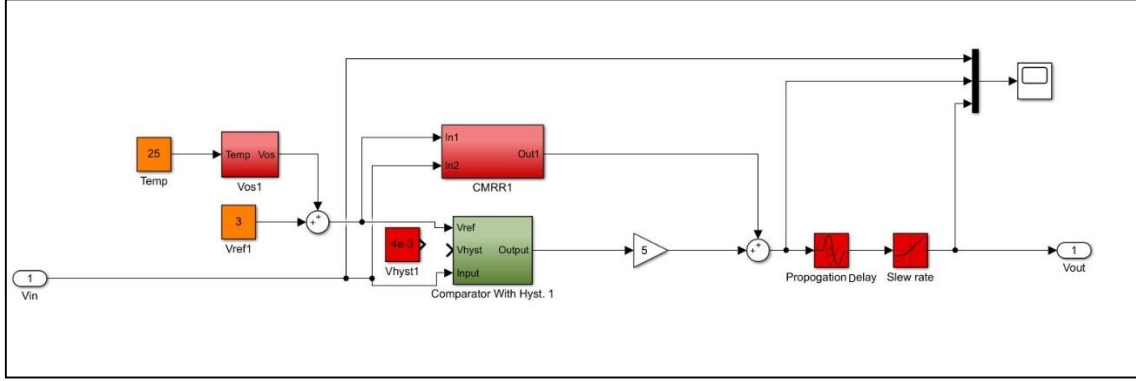 25
Temp
Temp Vos
Vos1
3
Vref1
In1
In2
Out1
CMRR1
4e-3
Vhyst1
Vref
Vhyst
Input
Output
Comparator With Hyst. 1
5
Propogation Delay
Slew rate
1
Vin
1
Vout